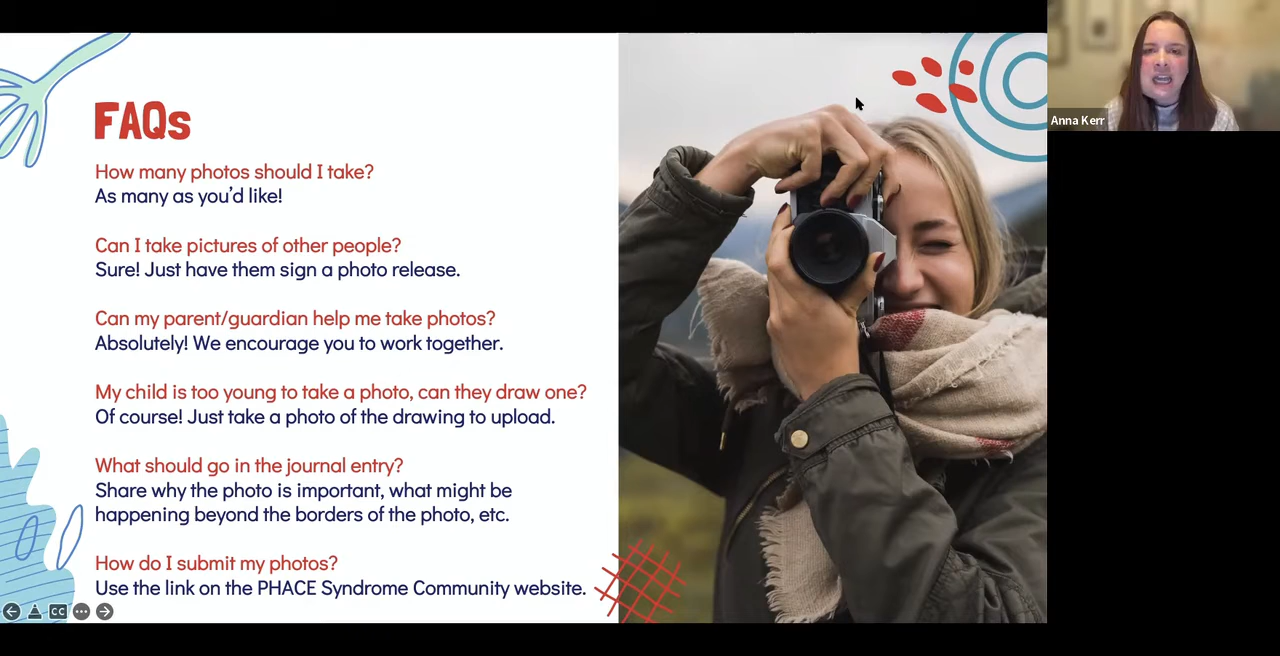 FAQs
How many photos should I take?
As many as you'd like!
Can I take pictures of other people?
Sure! Just have them sign a photo release.
Can my parent/guardian help me take photos?
Absolutely! We encourage you to work together.
My child is too young to take a photo, can they draw one?
Of course! Just take a photo of the drawing to upload.
What should go in the journal entry?
Share why the photo is important, what might be
happening beyond the borders of the photo, etc.
How do I submit my photos?
Use the link on the PHACE Syndrome Community website.
CC
Anna Kerr